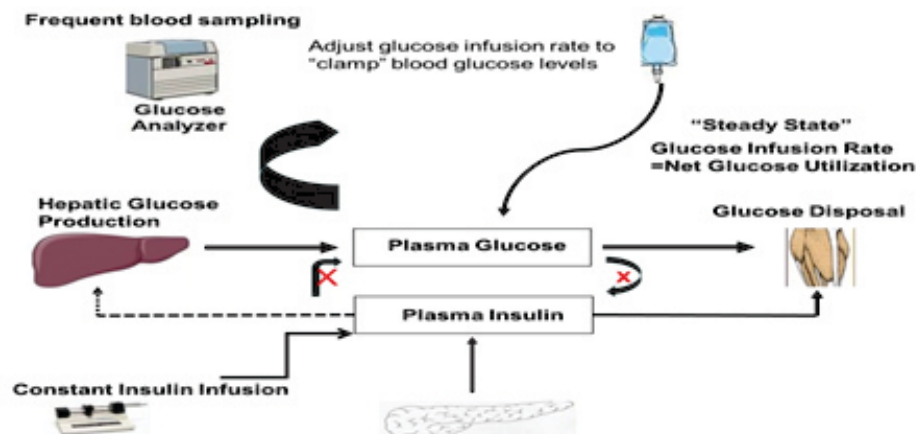 Frequent blood sampling
Glucose
Analyzer
Adjust glucose infusion rate to
"clamp" blood glucose levels
"Steady State"
Glucose Infusion Rate
=Net Glucose Utilization
Hepatic Glucose
Production
Plasma Glucose
Glucose Disposal
Plasma Insulin
Constant Insulin Infusion